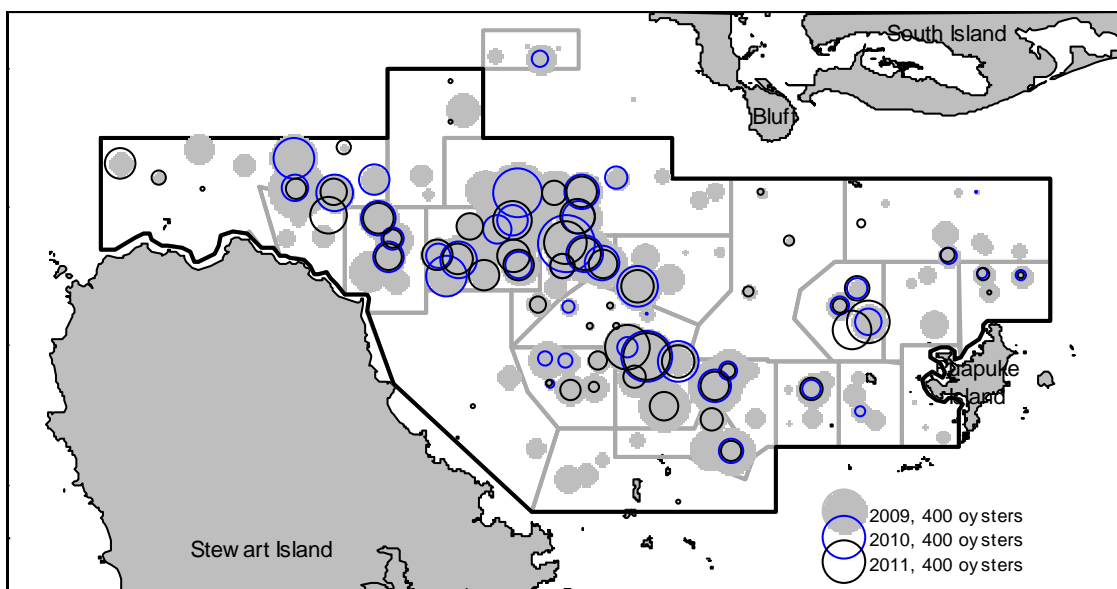 South Island
Bluff
Ruapuke
Island
Stewart Island
2009, 400 oysters
2010, 400 oysters
2011, 400 oysters